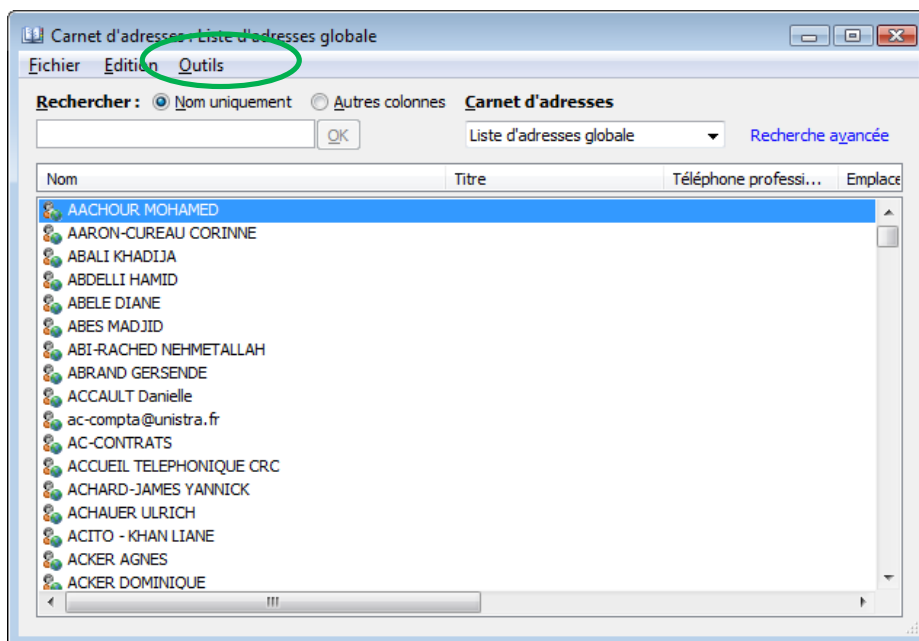 Carnet d'adresses : Liste d'adresses globale
Fichier Edition Outils
Rechercher : Nom uniquement Autres colonnes Carnet d'adresses
OK Liste d'adresses globale Recherche avancée
Nom Titre Téléphone professi... Emplace
AACHOUR MOHAMED
AARON-CUREAU CORINNE
ABALI KHADIJA
ABDELLI HAMID
ABELE DIANE
ABES MADJID
ABI-RACHED NEHMETALLAH
ABRAND GERSENDE
ACCAULT Danielle
ac-compta@unistra.fr
AC-CONTRATS
ACCUEIL TELEPHONIQUE CRC
ACHARD-JAMES YANNICK
ACHAUER ULRICH
ACITO - KHAN LIANE
ACKER AGNES
ACKER DOMINIQUE